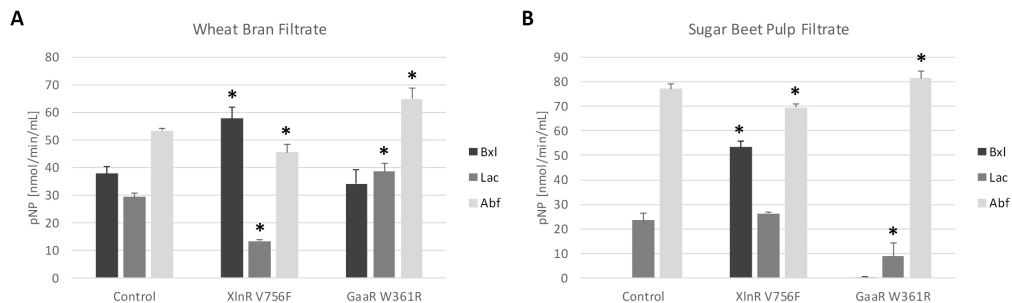 A
Wheat Bran Filtrate
pNP [nmol/min/mL]
80
70
60
50
40
30
20
10
0
*
*
*
*
*
Control
XlnR V756F
GaaR W361R
Bxl
Lac
Abf
B
Sugar Beet Pulp Filtrate
pNP [nmol/min/mL]
90
80
70
60
50
40
30
20
10
0
*
*
*
*
Control
XlnR V756F
GaaR W361R
Bxl
Lac
Abf